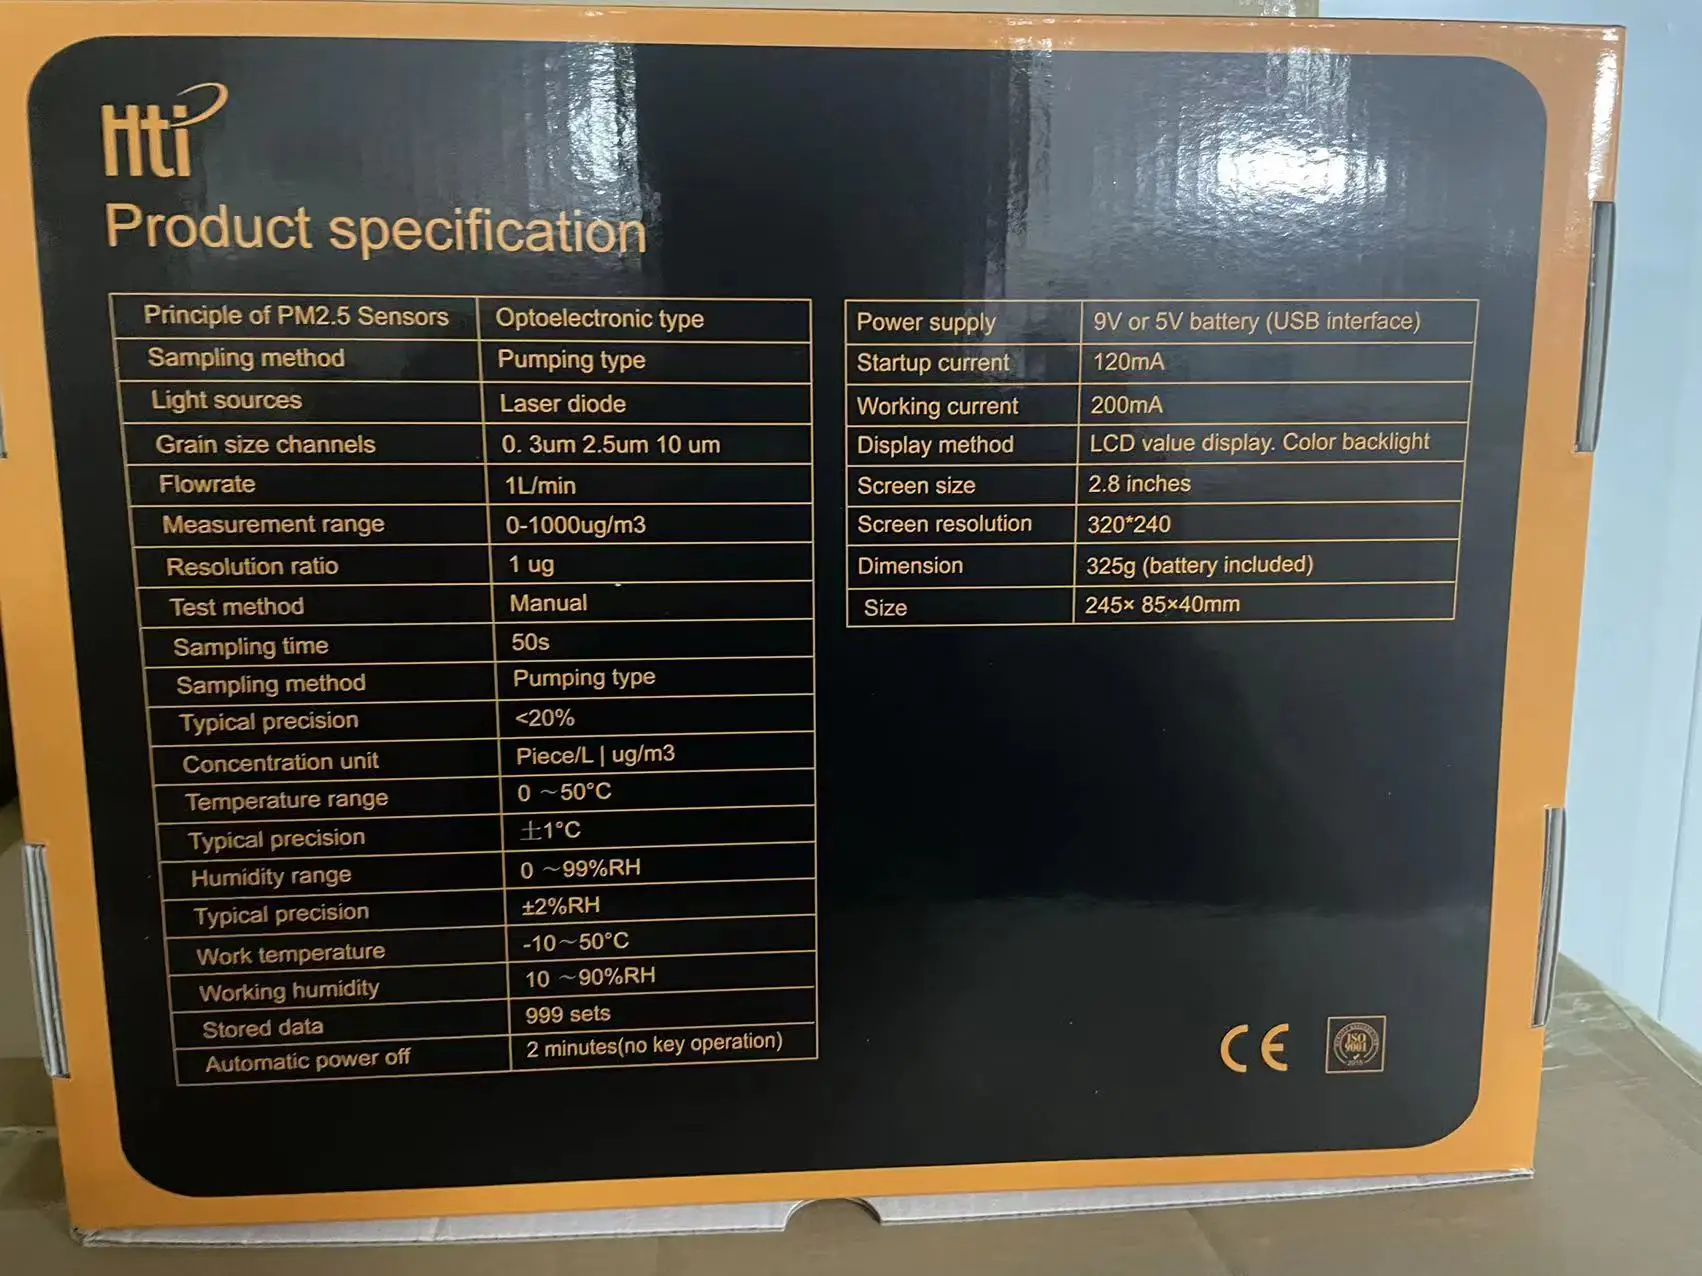 Hti
Product specification
Principle of PM2.5 Sensors Optoelectronic type
Sampling method Pumping type
Light sources Laser diode
Grain size channels 0. 3um 2.5um 10 um
Flowrate 1L/min
Measurement range 0-1000ug/m3
Resolution ratio 1 ug
Test method Manual
Sampling time 50s
Sampling method Pumping type
Typical precision <20%
Concentration unit Piece/L | ug/m3
Temperature range 0 ~50°C
Typical precision ±1°C
Humidity range 0 ~99%RH
Typical precision ±2%RH
Work temperature -10~50°C
Working humidity 10 ~90%RH
Stored data 999 sets
Automatic power off 2 minutes(no key operation)
Power supply 9V or 5V battery (USB interface)
Startup current 120mA
Working current 200mA
Display method LCD value display. Color backlight
Screen size 2.8 inches
Screen resolution 320*240
Dimension 325g (battery included)
Size 245× 85×40mm
CE
ISO
9001